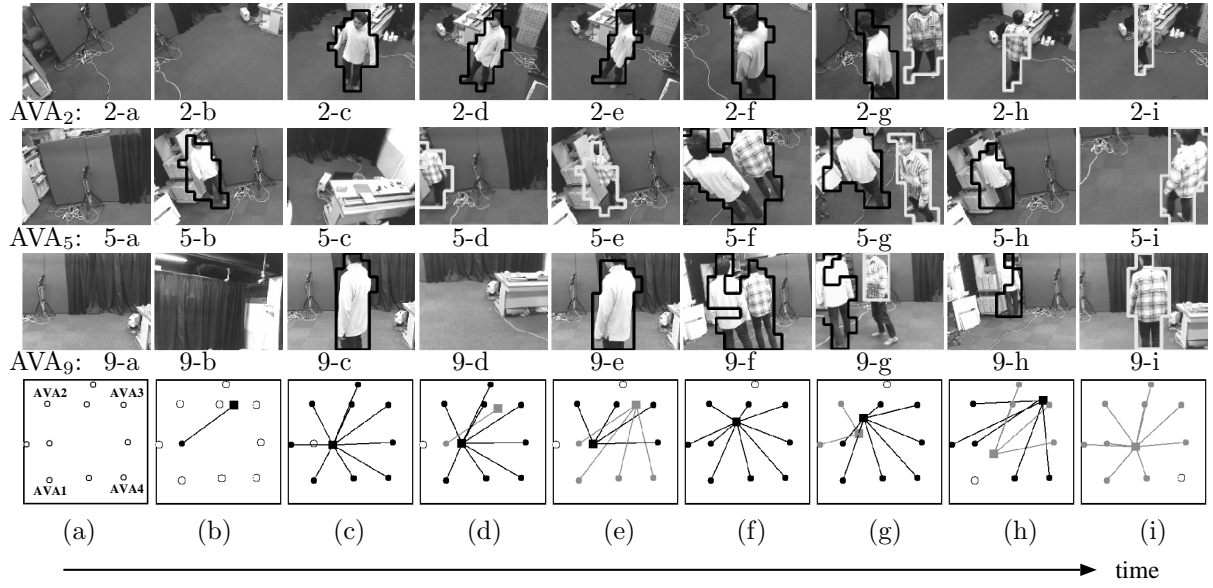 AVA₂: 2-a 2-b 2-c 2-d 2-e 2-f 2-g 2-h 2-i
AVA₅: 5-a 5-b 5-c 5-d 5-e 5-f 5-g 5-h 5-i
AVA₉: 9-a 9-b 9-c 9-d 9-e 9-f 9-g 9-h 9-i
AVA2 AVA3
AVA1 AVA4
(a) (b) (c) (d) (e) (f) (g) (h) (i)
time